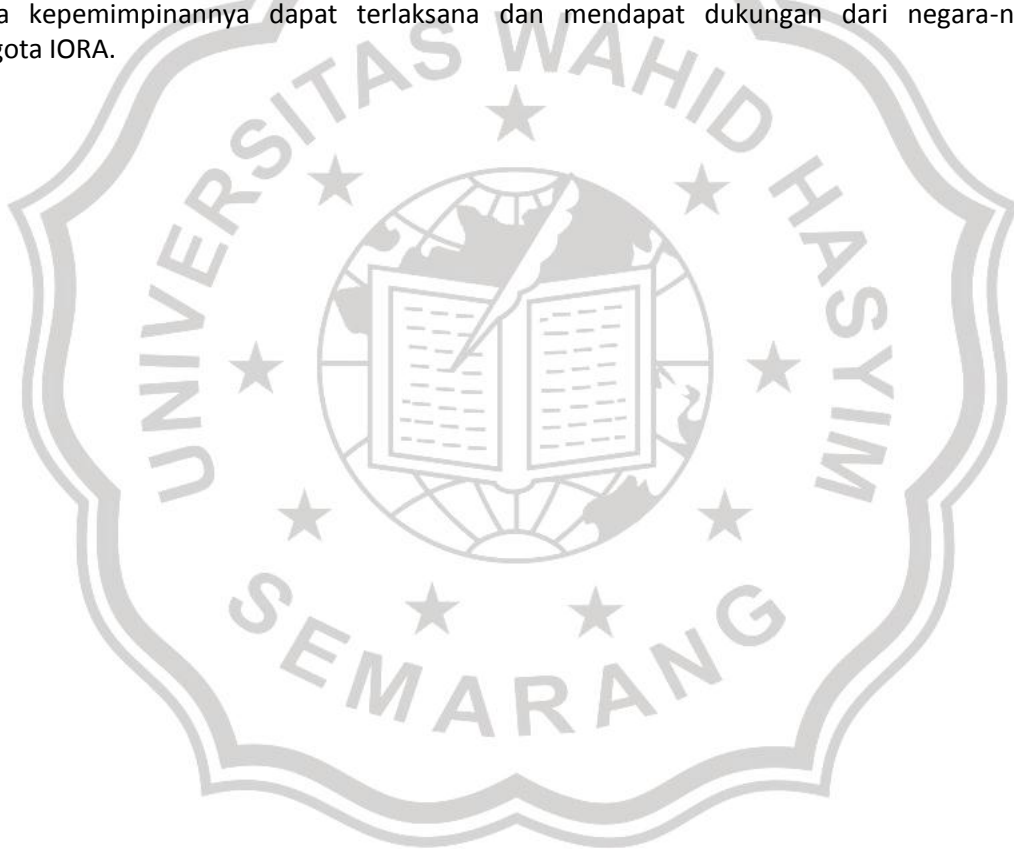 a kepemimpinannya dapat terlaksana dan mendapat dukungan dari negara-n
gota IORA.
UNIVERSITAS WAHID HASYIM
SEMARANG